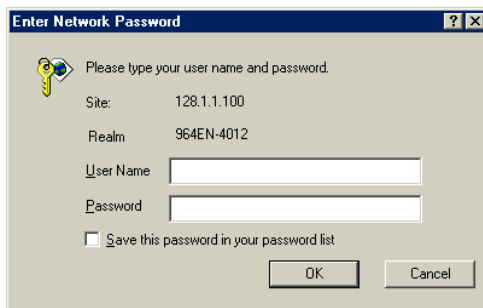 Enter Network Password
Please type your user name and password.
Site: 128.1.1.100
Realm 964EN-4012
User Name
Password
Save this password in your password list
OK Cancel